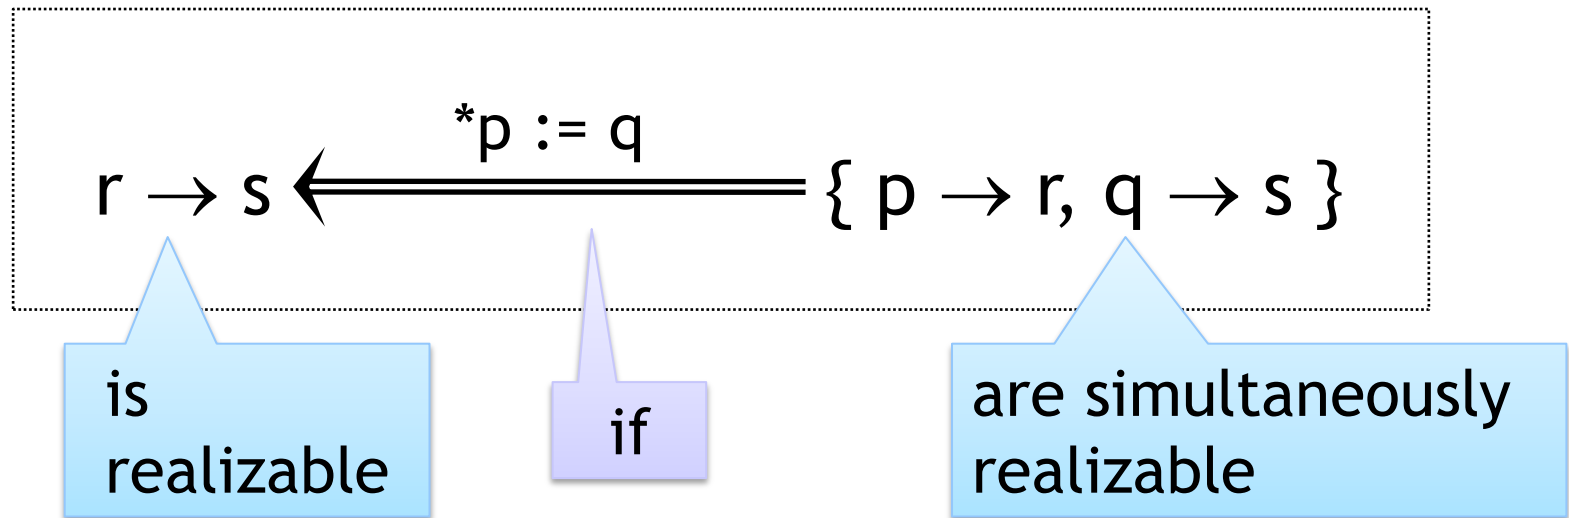 *p := q
r → s ⟸ { p → r, q → s }
is
realizable
if
are simultaneously
realizable